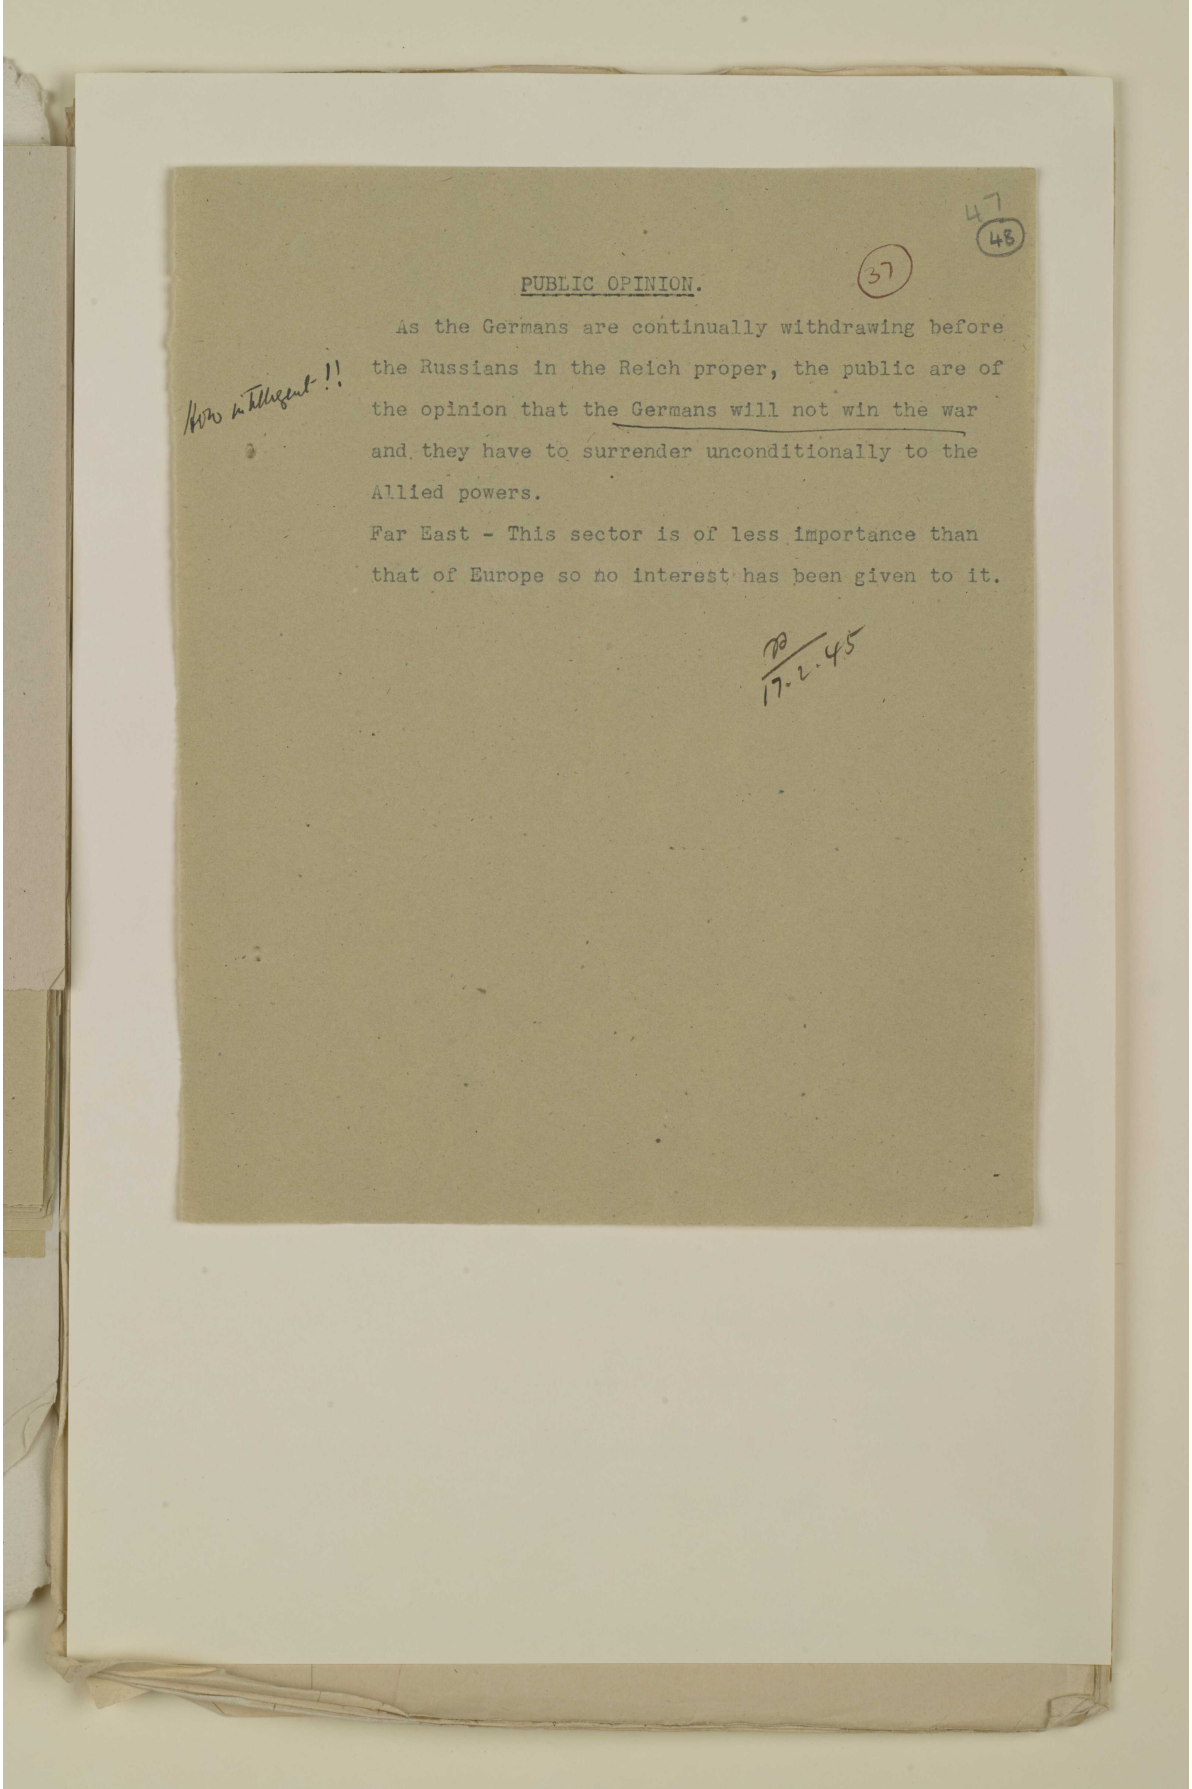 47
48
37
PUBLIC OPINION.
As the Germans are continually withdrawing before
the Russians in the Reich proper, the public are of
How intelligent!!
the opinion that the Germans will not win the war
and they have to surrender unconditionally to the
Allied powers.
Far East - This sector is of less importance than
that of Europe so no interest has been given to it.
17.2.45